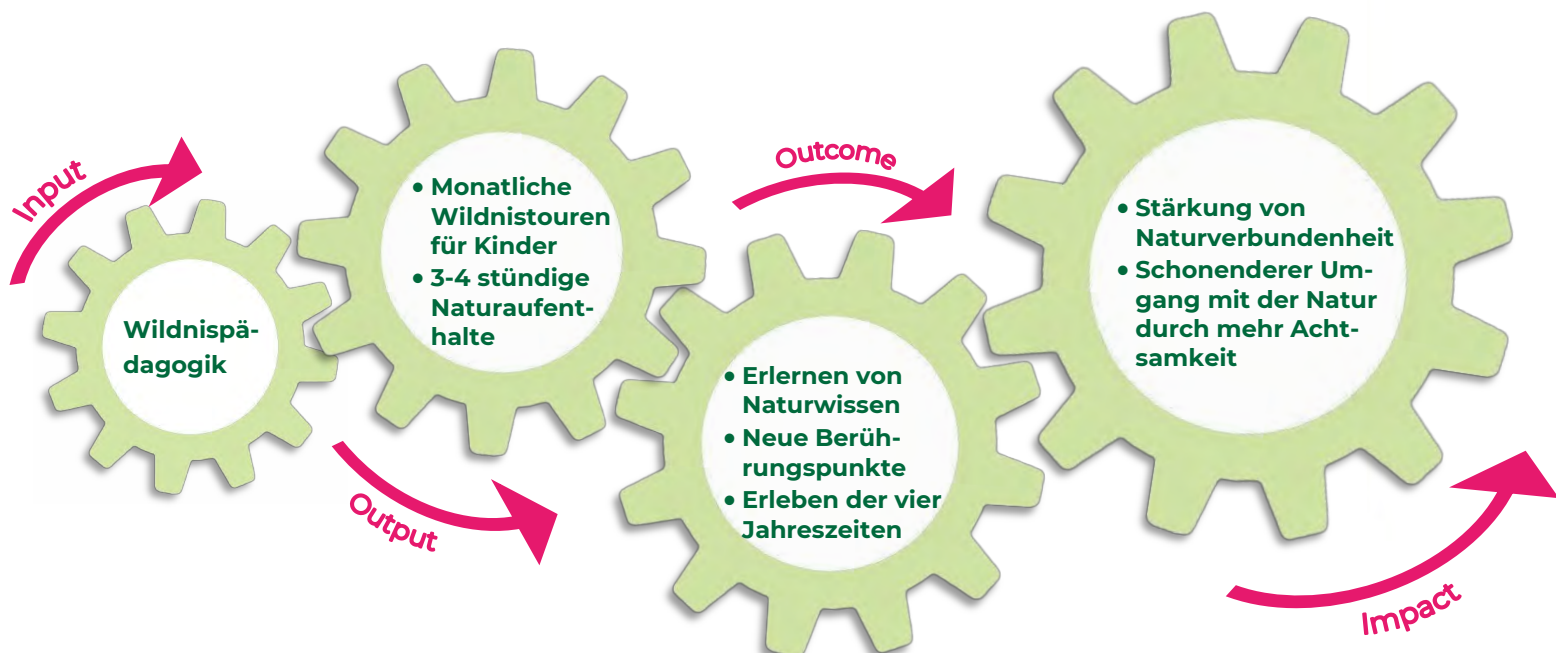 Input
Wildnispä-
dagogik
Output
• Monatliche
Wildnistouren
für Kinder
• 3-4 stündige
Naturaufent-
halte
Outcome
• Erlernen von
Naturwissen
• Neue Berüh-
rungspunkte
• Erleben der vier
Jahreszeiten
Impact
• Stärkung von
Naturverbundenheit
• Schonenderer Um-
gang mit der Natur
durch mehr Acht-
samkeit